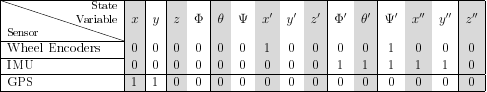 State
Variable
Sensor
x y z Φ θ Ψ x′ y′ z′ Φ′ θ′ Ψ′ x″ y″ z″
Wheel Encoders 0 0 0 0 0 0 1 0 0 0 0 1 0 0 0
IMU 0 0 0 0 0 0 0 0 0 1 1 1 1 1 0
GPS 1 1 0 0 0 0 0 0 0 0 0 0 0 0 0